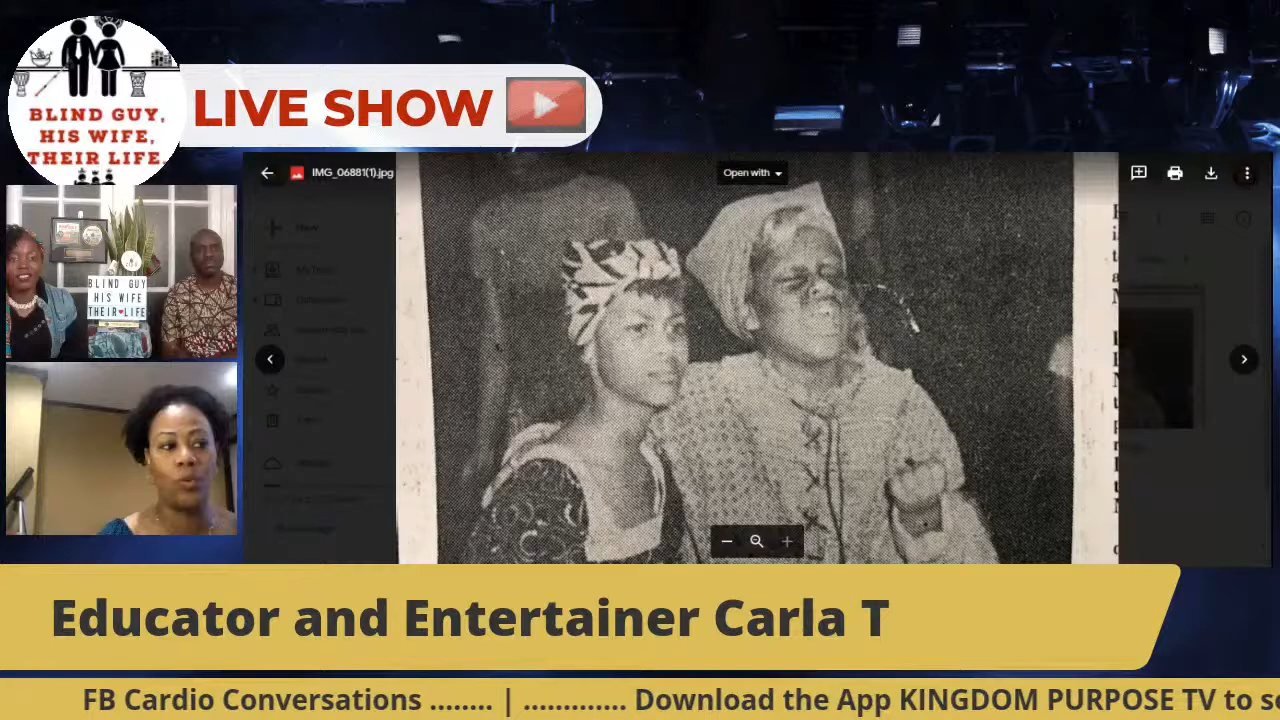 BLIND GUY,
HIS WIFE,
THEIR LIFE.
LIVE SHOW
IMG_06881(1).jpg
Open with
BLIND GUY
HIS WIFE
THEIR♥LIFE
Educator and Entertainer Carla T
FB Cardio Conversations ........ | ............. Download the App KINGDOM PURPOSE TV to s